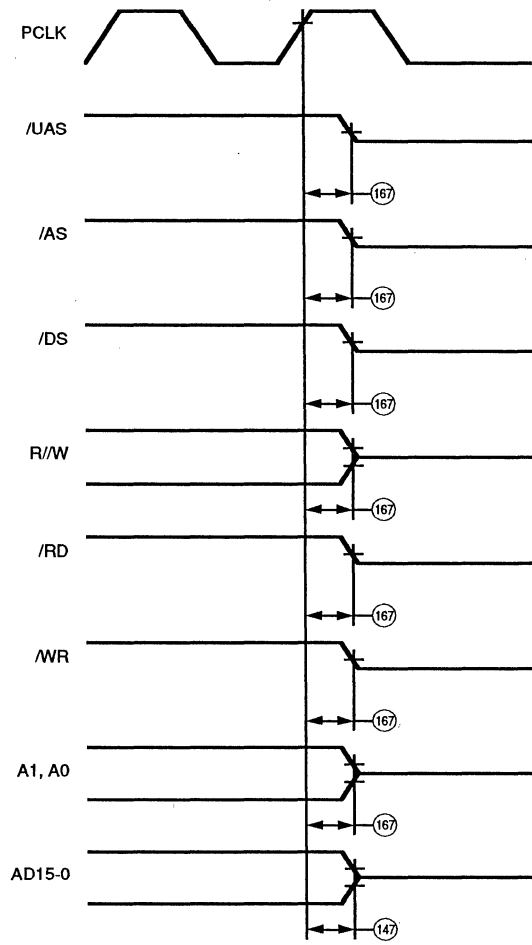 PCLK
/UAS
167
/AS
167
/DS
167
R//W
167
/RD
167
/WR
167
A1, A0
167
AD15-0
147